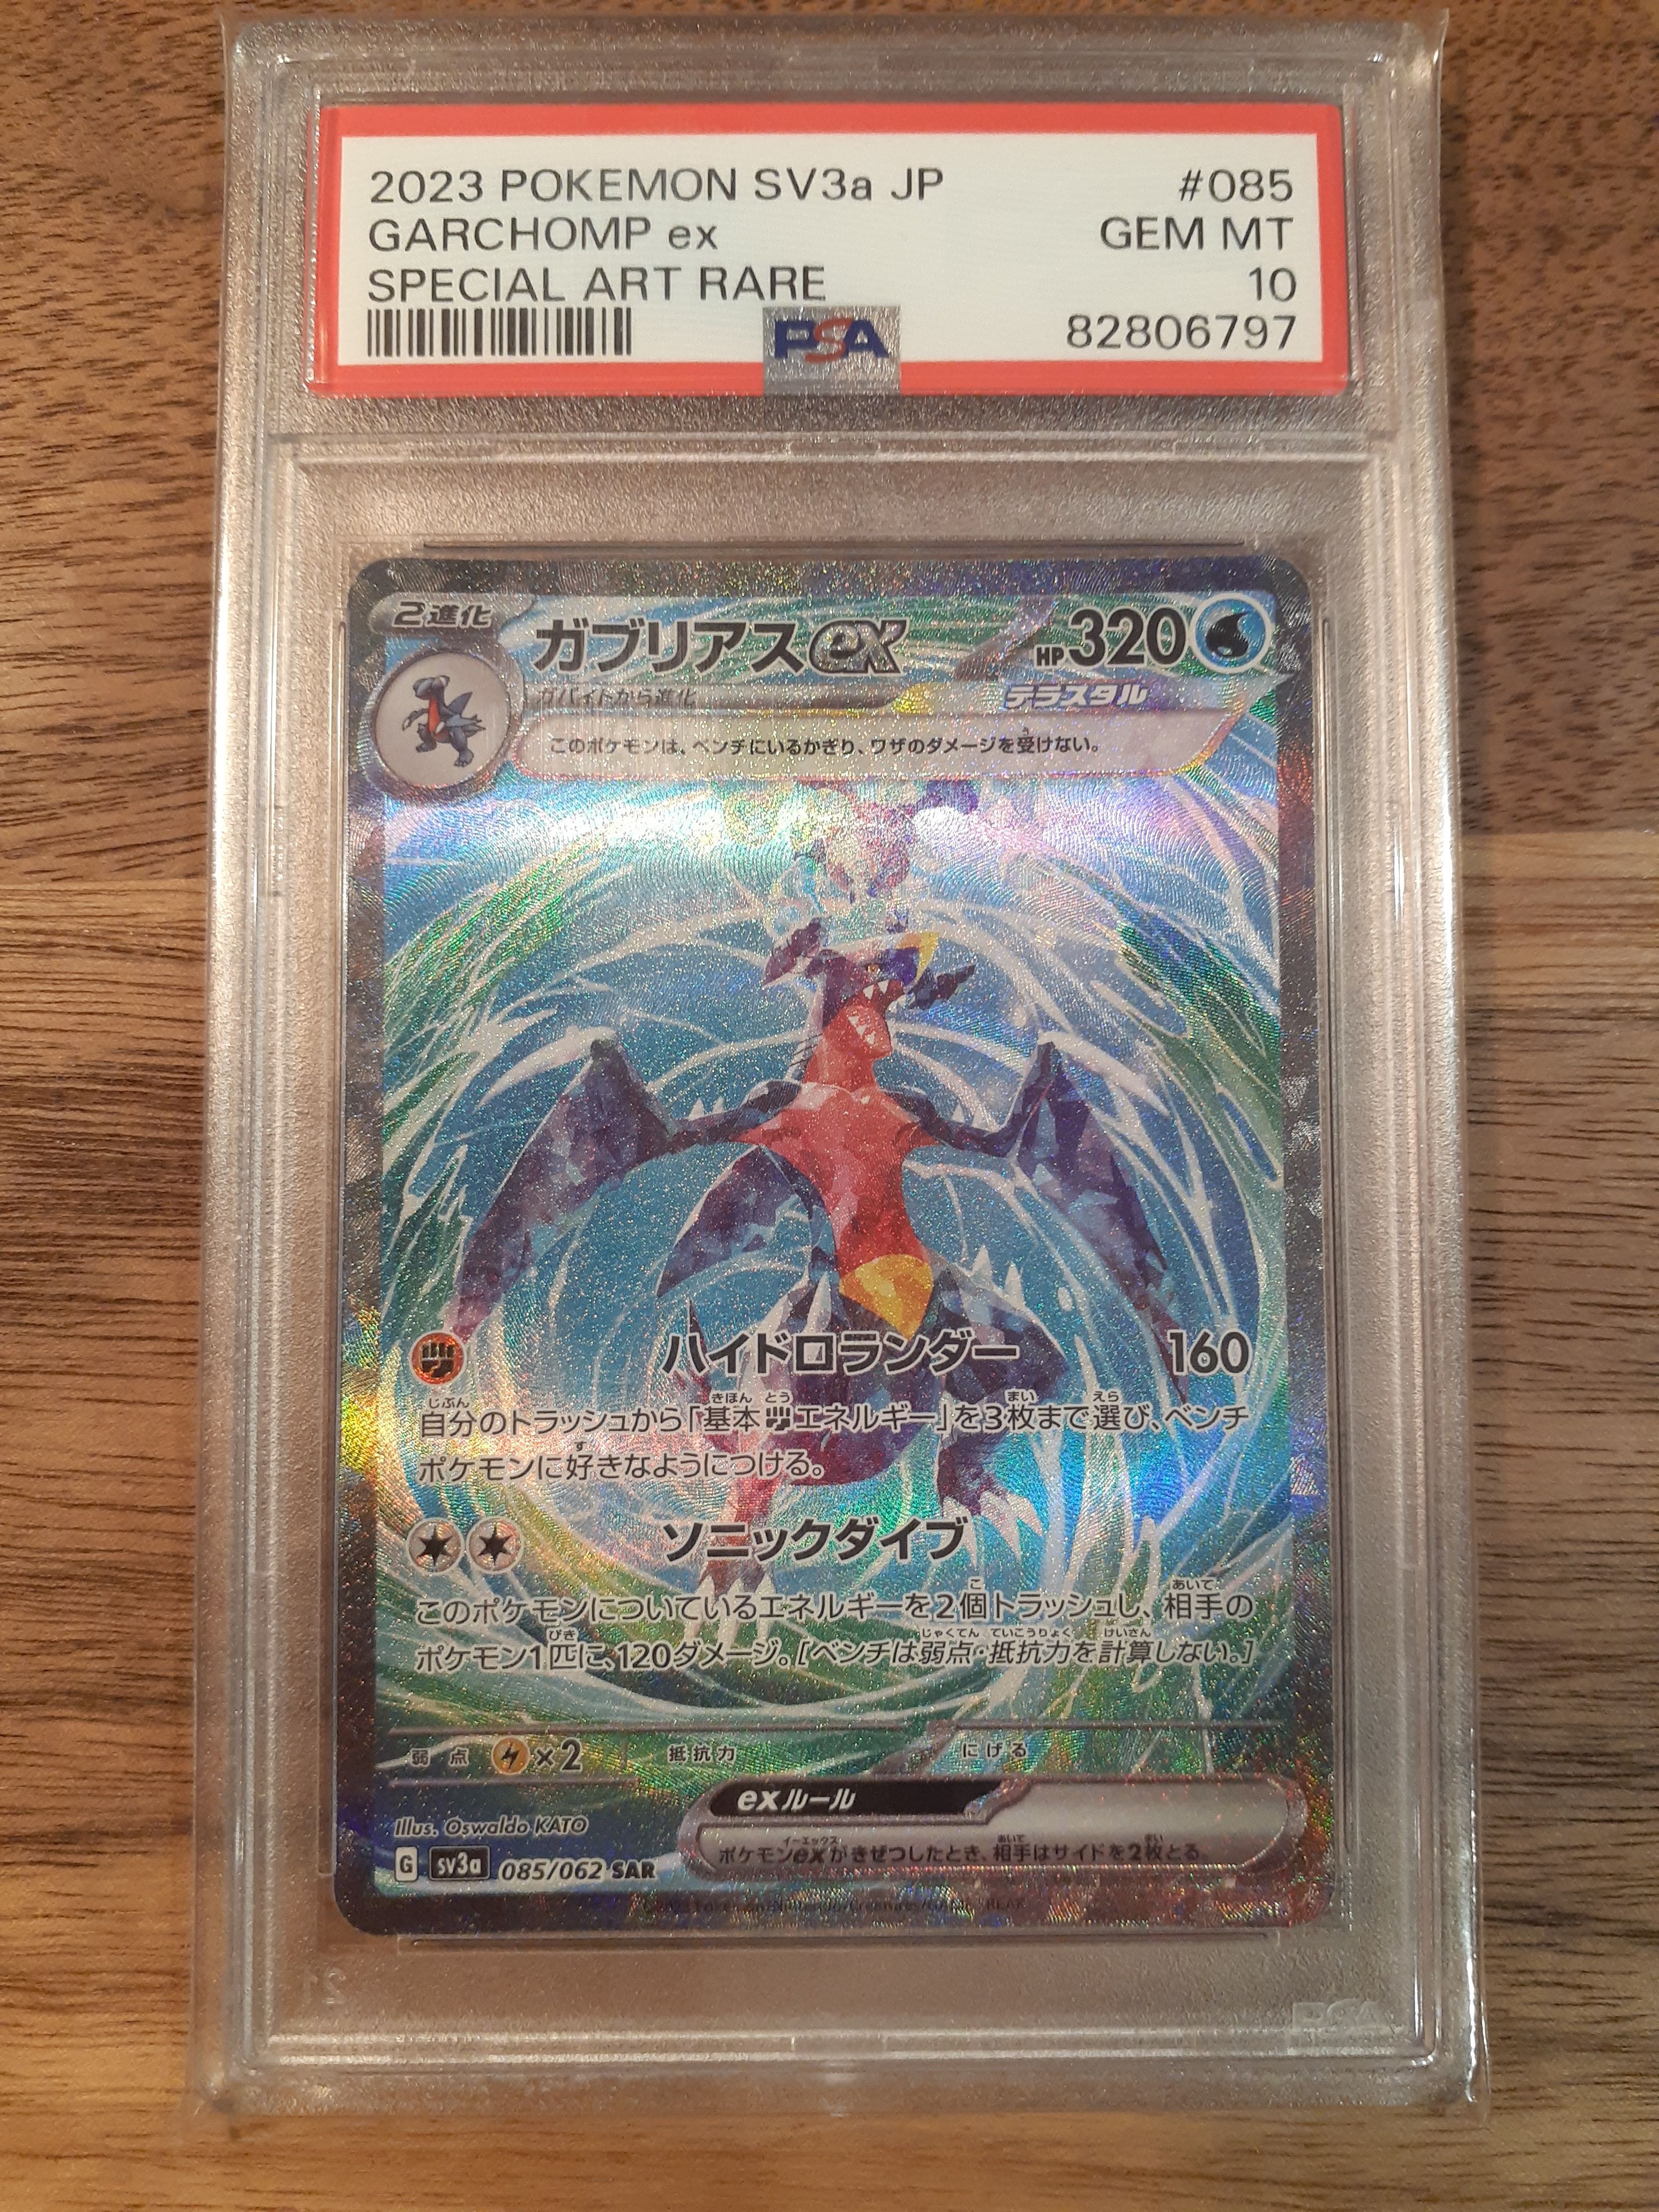 2023 POKEMON SV3a JP #085
GARCHOMP ex GEM MT
SPECIAL ART RARE 10
PSA 82806797
2進化
ガブリアスex HP320
ガバイトから進化 テラスタル
このポケモンは、ベンチにいるかぎり、ワザのダメージを受けない。
ハイドロランダー 160
自分のトラッシュから「基本エネルギー」を3枚まで選び、ベンチ
ポケモンに好きなようにつける。
ソニックダイブ
このポケモンについているエネルギーを2個トラッシュし、相手の
ポケモン1匹に、120ダメージ。[ベンチは弱点・抵抗力を計算しない。]
弱点 ×2 抵抗力 にげる
exルール
ポケモンexがきぜつしたとき、相手はサイドを2枚とる。
Illus. Oswaldo KATO
G sv3a 085/062 SAR
PSA